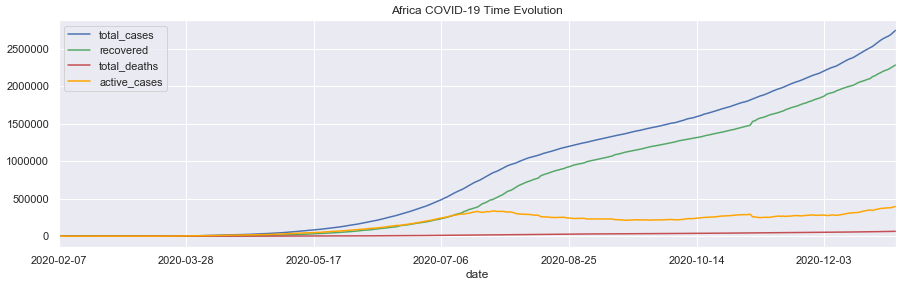 Africa COVID-19 Time Evolution
total_cases
recovered
total_deaths
active_cases
2500000
2000000
1500000
1000000
500000
0
2020-02-07 2020-03-28 2020-05-17 2020-07-06 2020-08-25 2020-10-14 2020-12-03
date